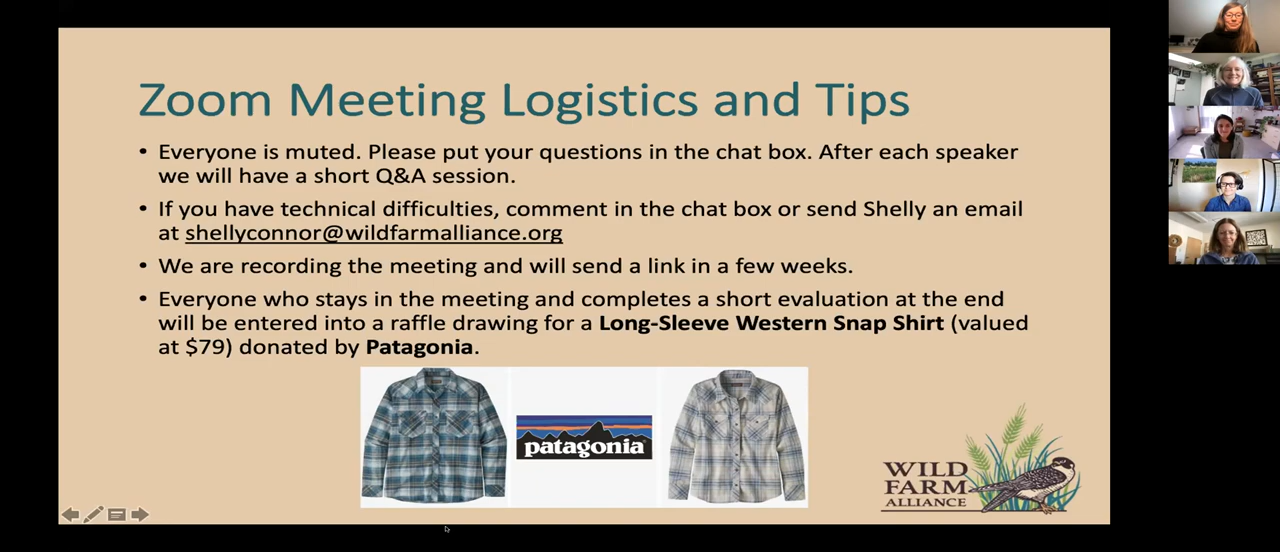 Zoom Meeting Logistics and Tips
• Everyone is muted. Please put your questions in the chat box. After each speaker
we will have a short Q&A session.
• If you have technical difficulties, comment in the chat box or send Shelly an email
at shellyconnor@wildfarmalliance.org
• We are recording the meeting and will send a link in a few weeks.
• Everyone who stays in the meeting and completes a short evaluation at the end
will be entered into a raffle drawing for a Long-Sleeve Western Snap Shirt (valued
at $79) donated by Patagonia.
patagonia
WILD
FARM
ALLIANCE